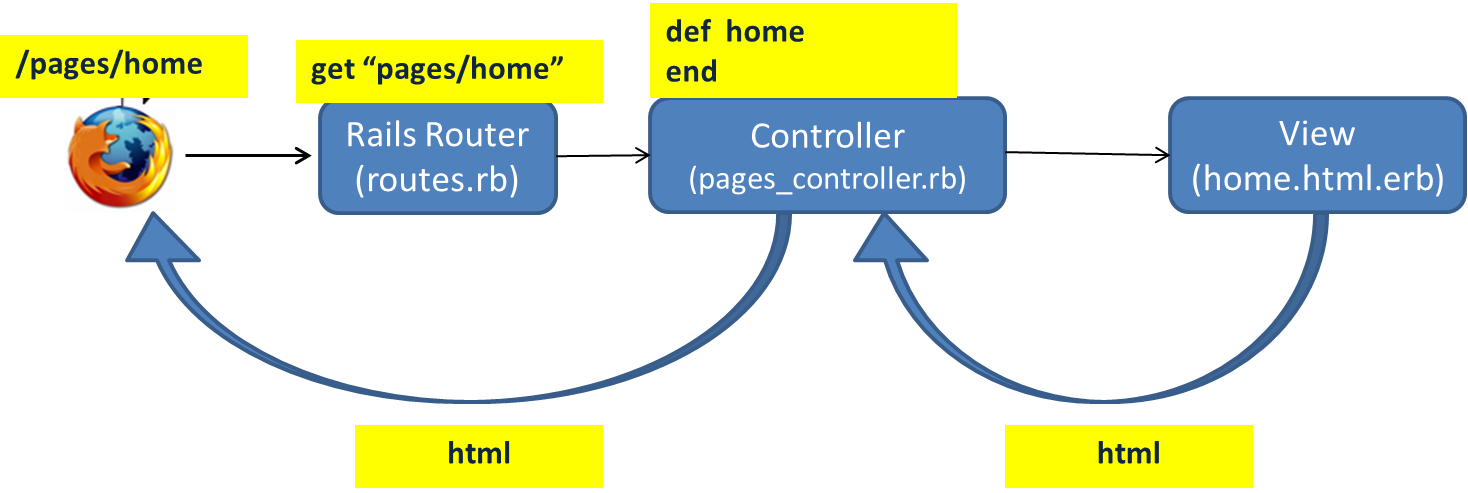 /pages/home
get “pages/home”
def  home
end
Rails Router
(routes.rb)
Controller
(pages_controller.rb)
View
(home.html.erb)
html
html